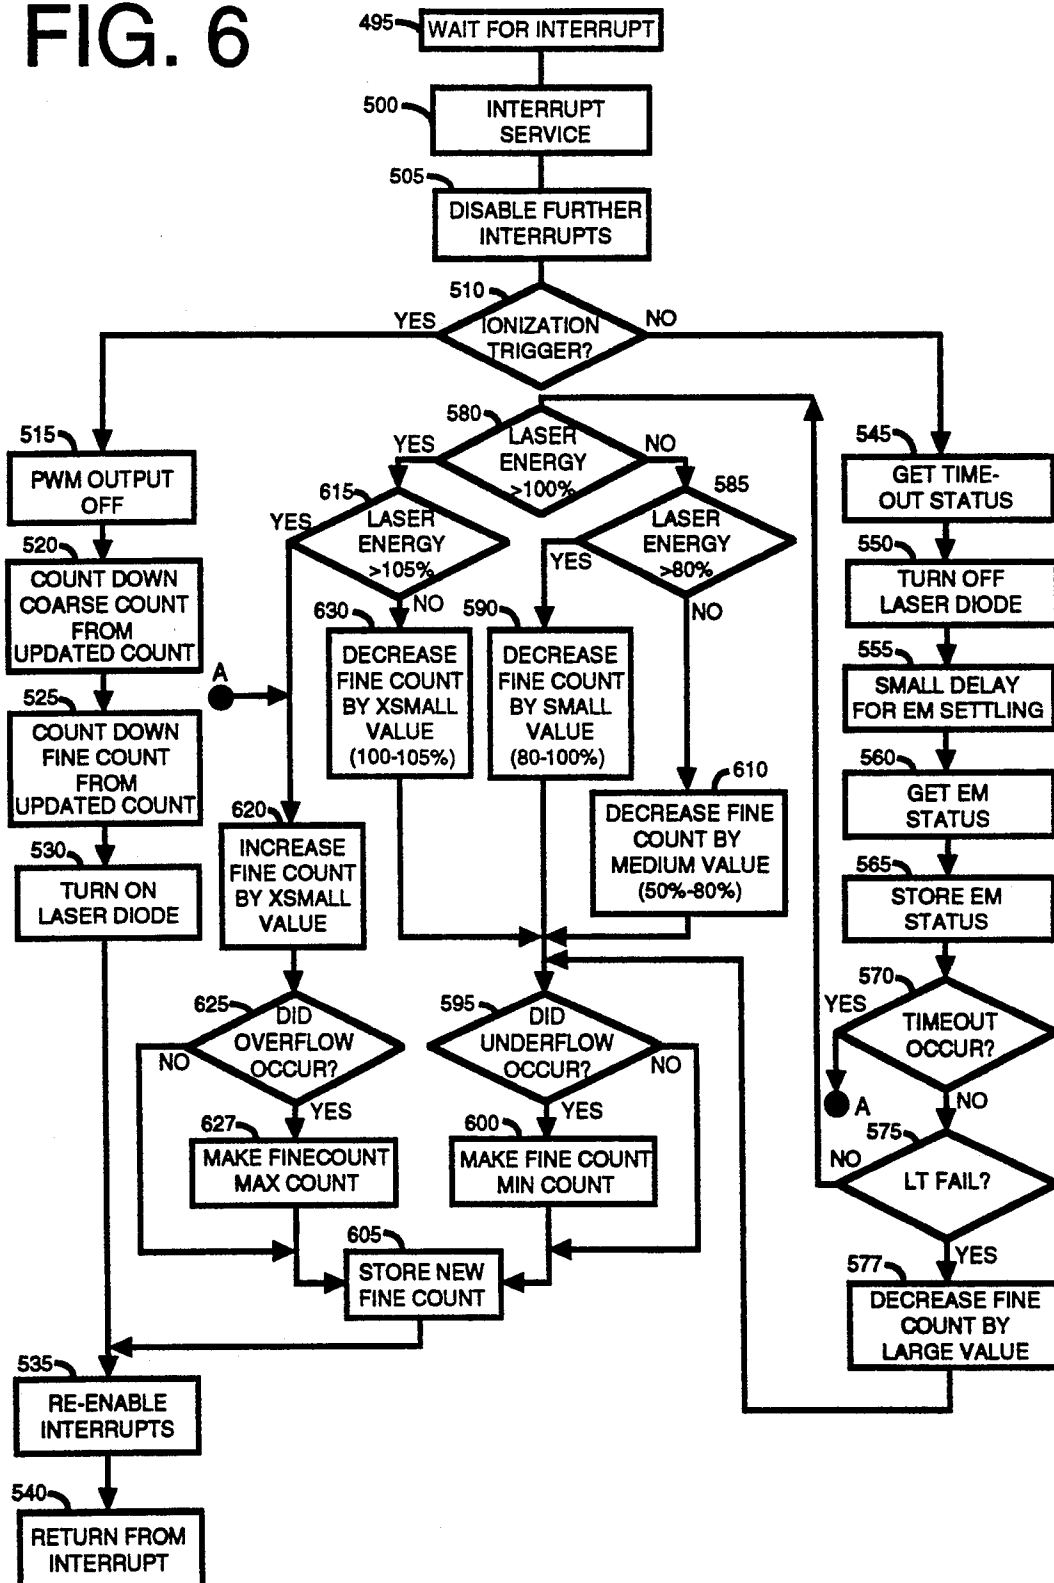 FIG. 6
495
WAIT FOR INTERRUPT
500
INTERRUPT
SERVICE
505
DISABLE FURTHER
INTERRUPTS
510
IONIZATION
TRIGGER?
YES
NO
515
PWM OUTPUT
OFF
520
COUNT DOWN
COARSE COUNT
FROM
UPDATED COUNT
525
COUNT DOWN
FINE COUNT
FROM
UPDATED COUNT
530
TURN ON
LASER DIODE
580
LASER
ENERGY
>100%
YES
NO
615
LASER
ENERGY
>105%
YES
NO
585
LASER
ENERGY
>80%
YES
NO
630
DECREASE
FINE COUNT
BY XSMALL
VALUE
(100-105%)
590
DECREASE
FINE COUNT
BY SMALL
VALUE
(80-100%)
610
DECREASE FINE
COUNT BY
MEDIUM VALUE
(50%-80%)
A
620
INCREASE
FINE COUNT
BY XSMALL
VALUE
625
DID
OVERFLOW
OCCUR?
NO
YES
595
DID
UNDERFLOW
OCCUR?
NO
YES
627
MAKE FINECOUNT
MAX COUNT
600
MAKE FINE COUNT
MIN COUNT
605
STORE NEW
FINE COUNT
545
GET TIME-
OUT STATUS
550
TURN OFF
LASER DIODE
555
SMALL DELAY
FOR EM SETTLING
560
GET EM
STATUS
565
STORE EM
STATUS
570
TIMEOUT
OCCUR?
YES
NO
A
575
LT FAIL?
NO
YES
577
DECREASE FINE
COUNT BY
LARGE VALUE
535
RE-ENABLE
INTERRUPTS
540
RETURN FROM
INTERRUPT